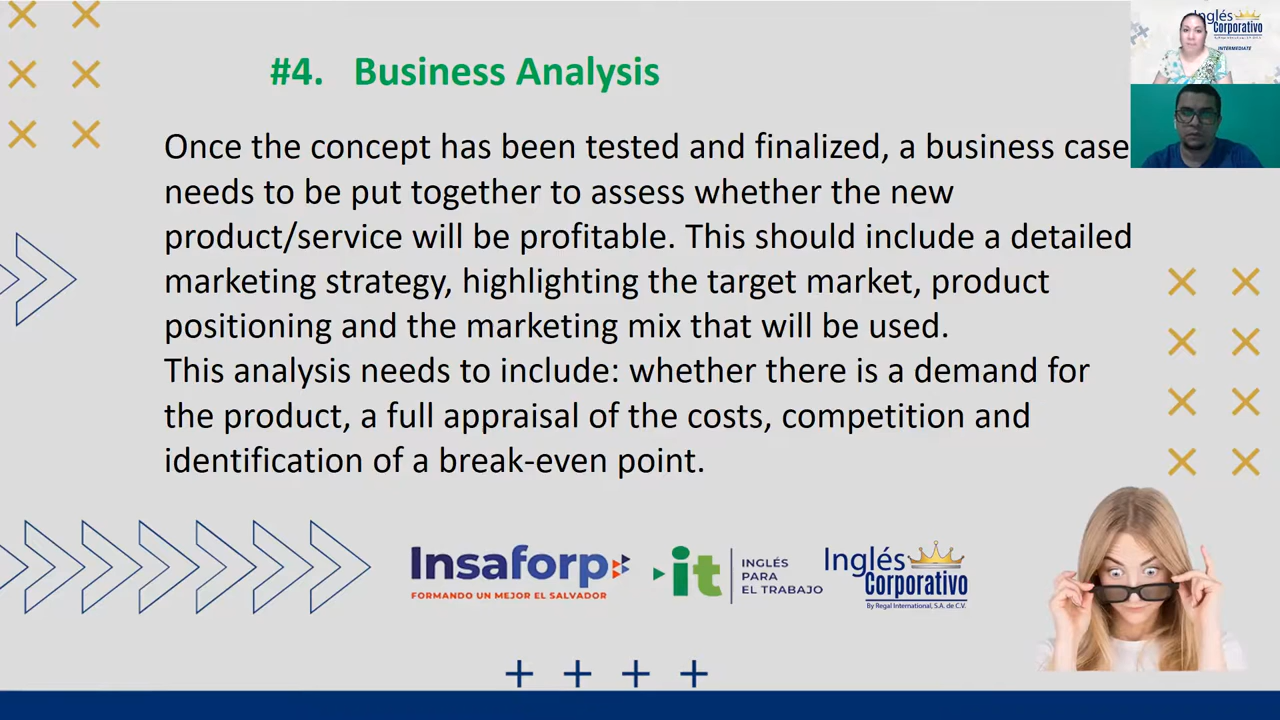 #4. Business Analysis
Once the concept has been tested and finalized, a business case
needs to be put together to assess whether the new
product/service will be profitable. This should include a detailed
marketing strategy, highlighting the target market, product
positioning and the marketing mix that will be used.
This analysis needs to include: whether there is a demand for
the product, a full appraisal of the costs, competition and
identification of a break-even point.
Insaforp
FORMANDO UN MEJOR EL SALVADOR
it
INGLÉS
PARA
EL TRABAJO
Inglés
Corporativo
By Regal International, S.A. de C.V.
Inglés
Corporativo
INTERMEDIATE